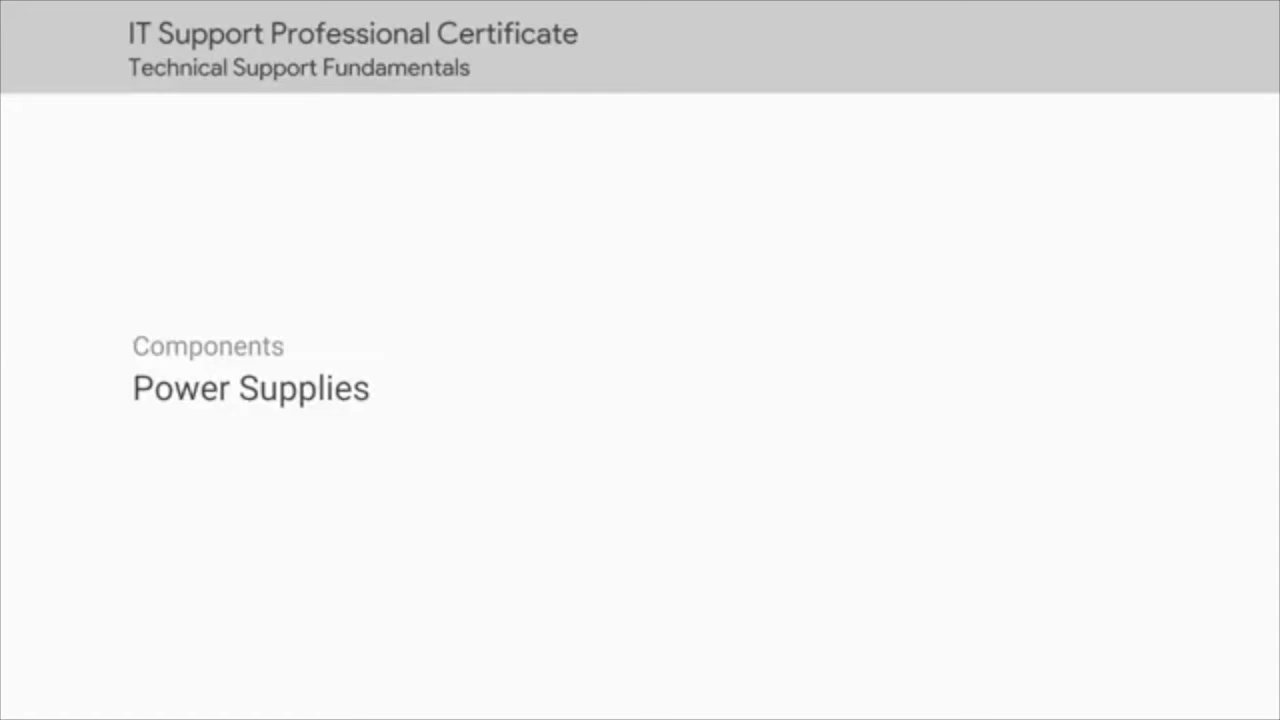 IT Support Professional Certificate
Technical Support Fundamentals
Components
Power Supplies